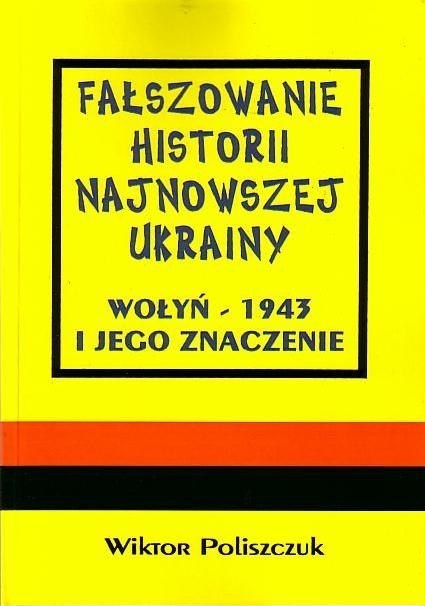 FAŁSZOWANIE
HISTORII
NAJNOWSZEJ
UKRAINY
WOŁYŃ - 1943
I JEGO ZNACZENIE
Wiktor Poliszczuk